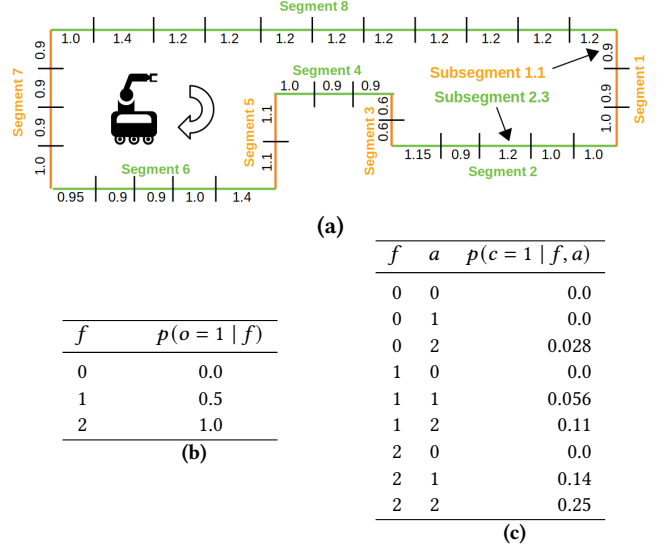 Segment 8
1.0 1.4 1.2 1.2 1.2 1.2 1.2 1.2 1.2 1.2 1.2 1.2
Segment 7
0.9
0.9
0.9
1.0
Segment 4
1.0 0.9 0.9
Segment 5
1.1
1.1
Segment 3
0.6
0.6
Subsegment 1.1
Subsegment 2.3
0.9
0.9
1.0
Segment 1
1.15 0.9 1.2 1.0 1.0
Segment 2
Segment 6
0.95 0.9 0.9 1.0 1.4
(a)
f p(o = 1 | f)
0 0.0
1 0.5
2 1.0
(b)
f a p(c = 1 | f, a)
0 0 0.0
0 1 0.0
0 2 0.028
1 0 0.0
1 1 0.056
1 2 0.11
2 0 0.0
2 1 0.14
2 2 0.25
(c)